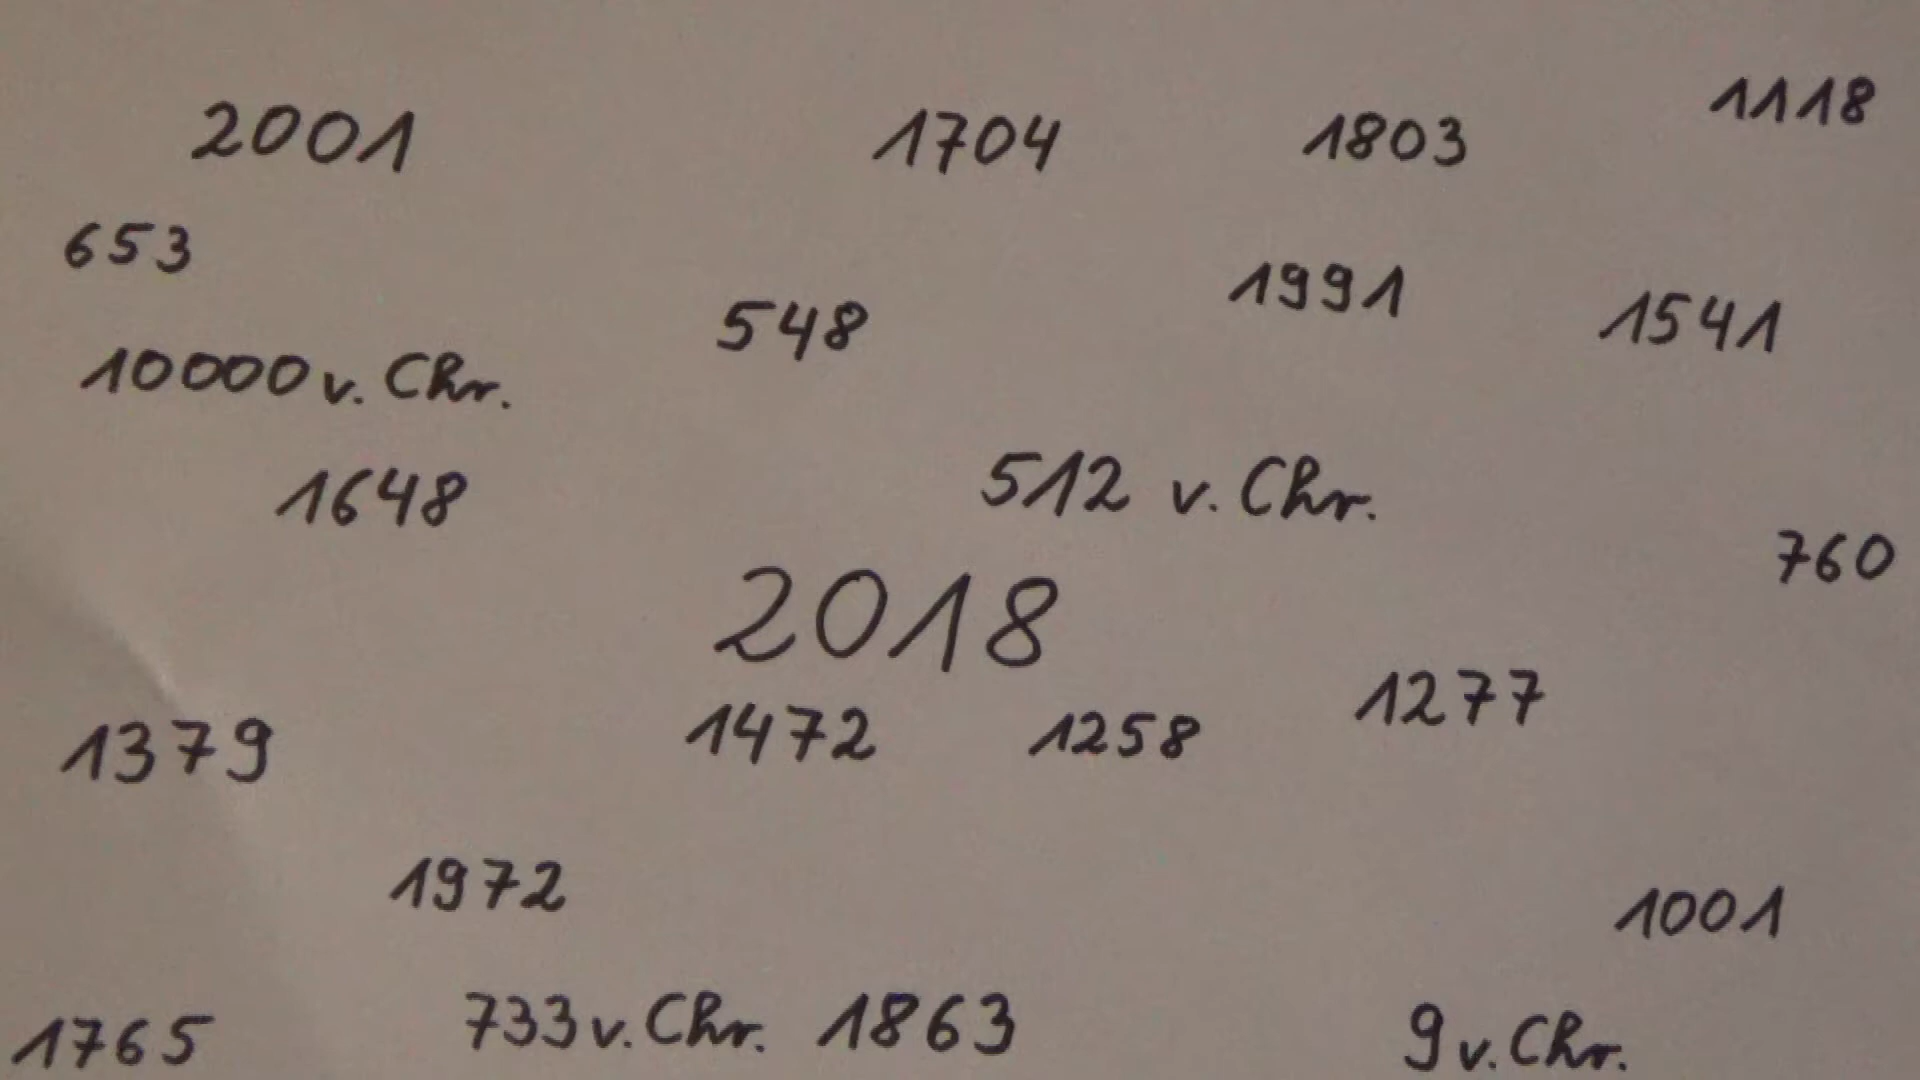 2001 1704 1803 1118
653
548 1991 1541
10000 v. Chr.
1648 512 v. Chr.
760
2018
1379 1472 1258 1277
1972 1001
1765 733 v. Chr. 1863 9 v. Chr.